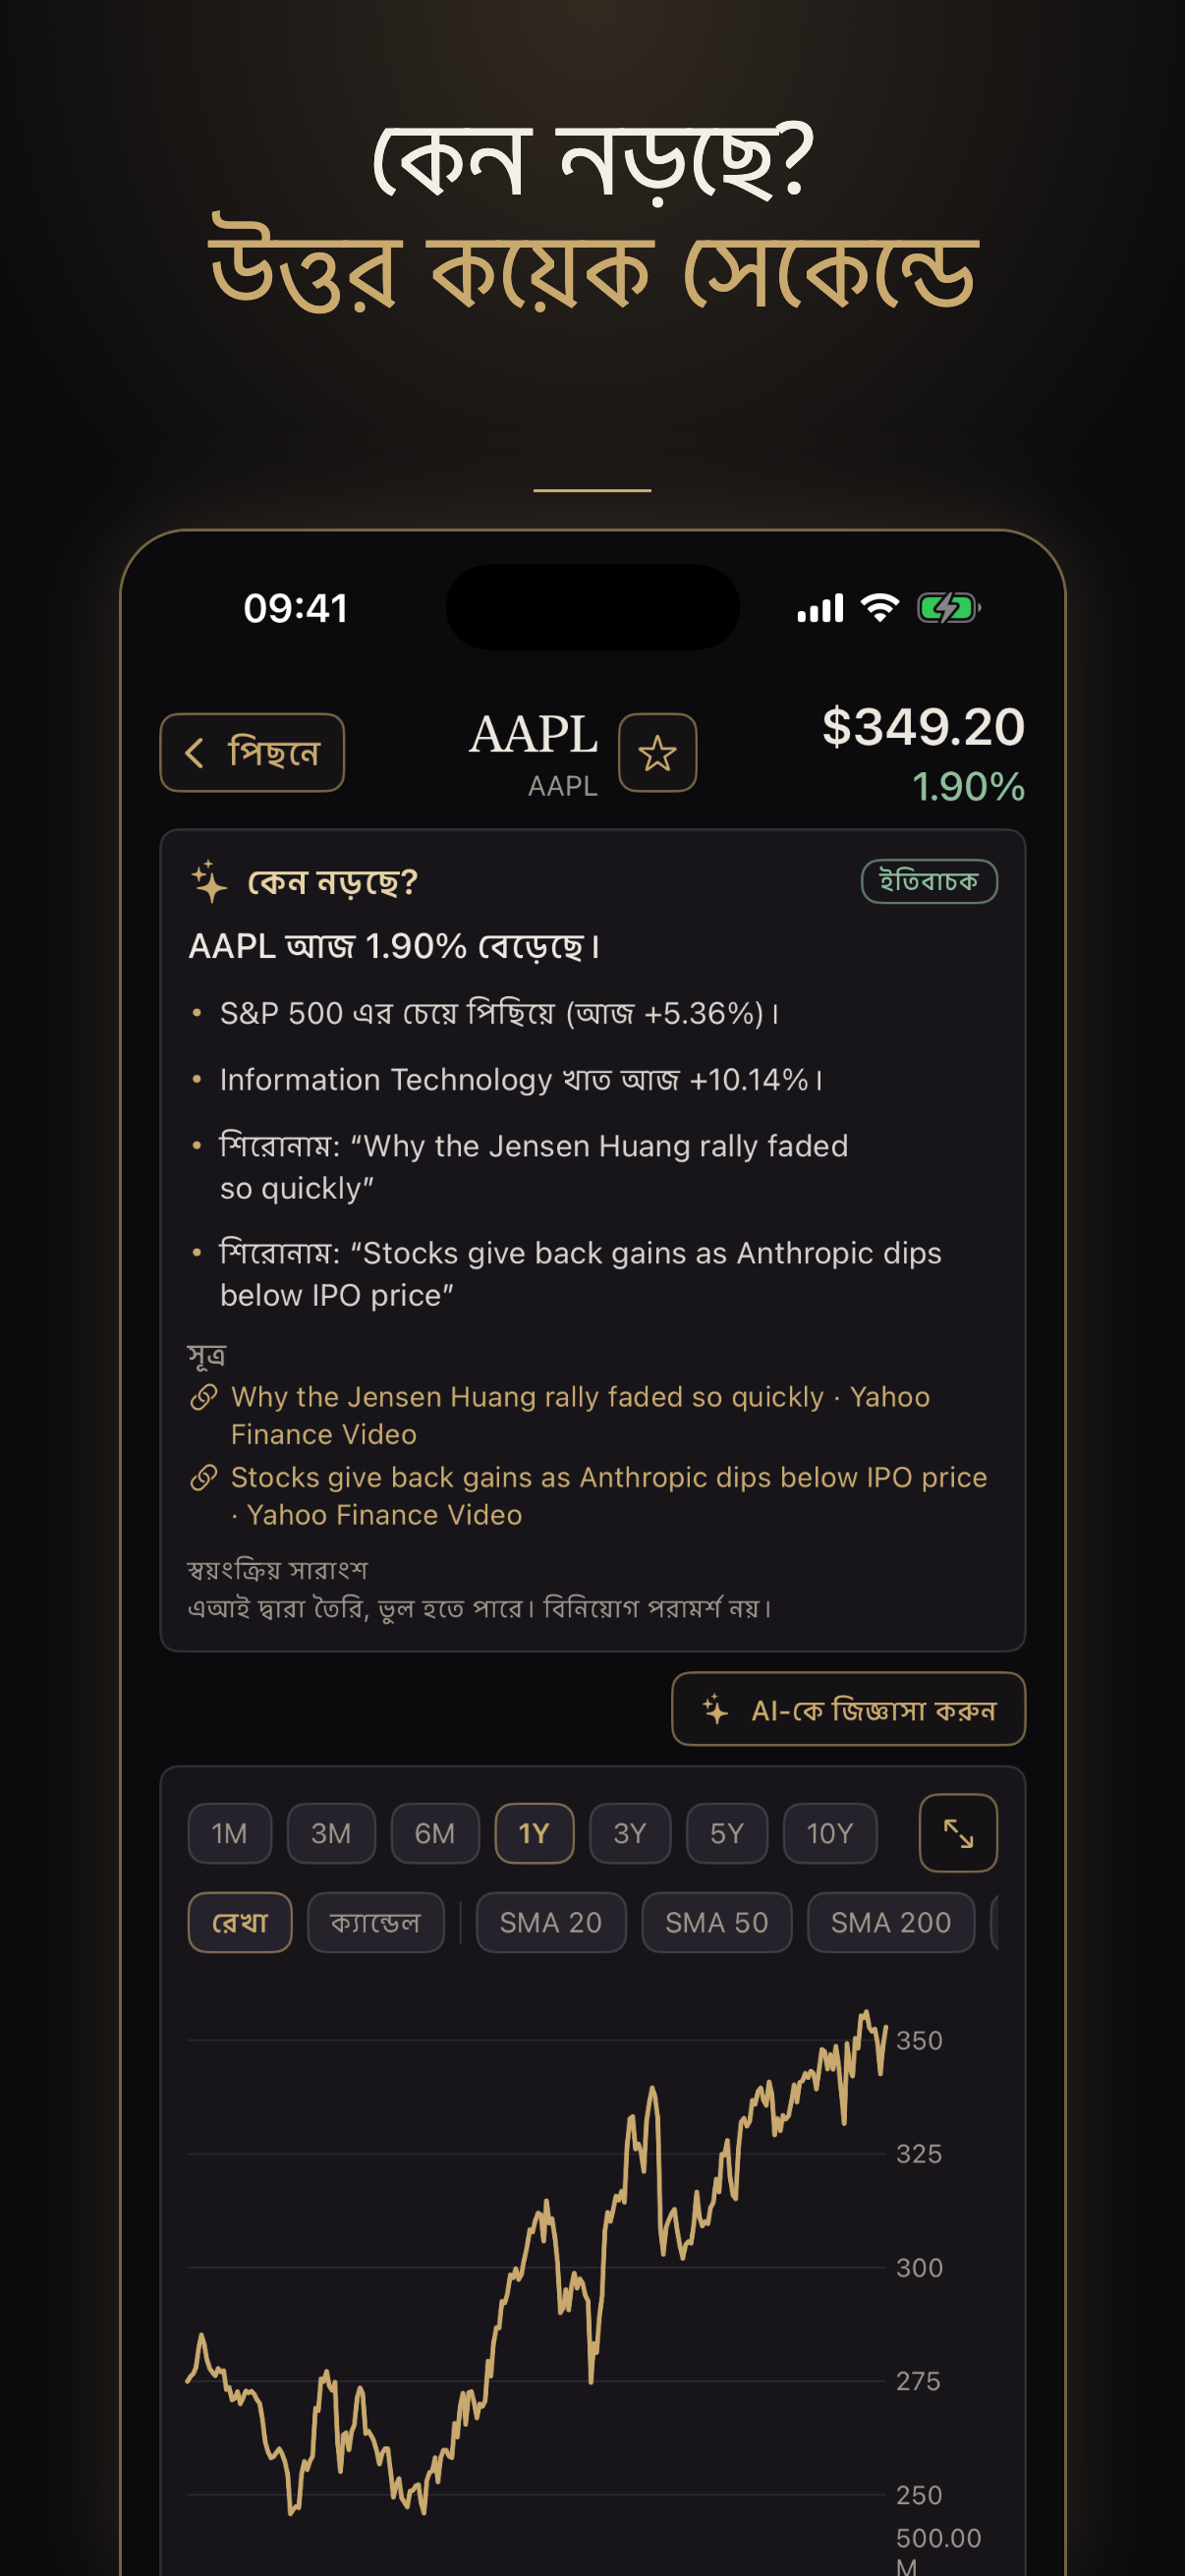 কেন নড়ছে?
উত্তর কয়েক সেকেন্ডে
09:41
পিছনে
AAPL
AAPL
$349.20
1.90%
কেন নড়ছে?
ইতিবাচক
AAPL আজ 1.90% বেড়েছে।
• S&P 500 এর চেয়ে পিছিয়ে (আজ +5.36%)।
• Information Technology খাত আজ +10.14%।
• শিরোনাম: “Why the Jensen Huang rally faded
so quickly”
• শিরোনাম: “Stocks give back gains as Anthropic dips
below IPO price”
সূত্র
Why the Jensen Huang rally faded so quickly · Yahoo
Finance Video
Stocks give back gains as Anthropic dips below IPO price
· Yahoo Finance Video
স্বয়ংক্রিয় সারাংশ
এআই দ্বারা তৈরি, ভুল হতে পারে। বিনিয়োগ পরামর্শ নয়।
AI-কে জিজ্ঞাসা করুন
1M 3M 6M 1Y 3Y 5Y 10Y
রেখা ক্যান্ডেল SMA 20 SMA 50 SMA 200
350
325
300
275
250
500.00
M